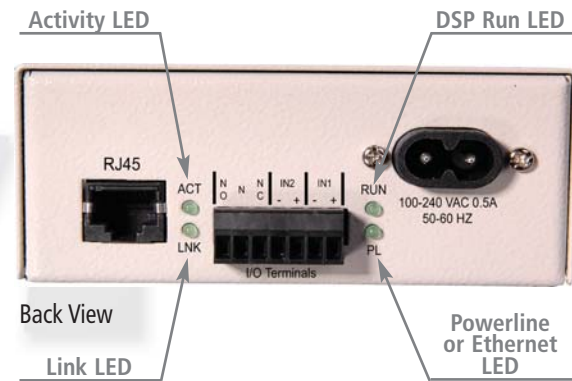 Activity LED
DSP Run LED
RJ45
ACT
N O
N
N C
IN2
- +
IN1
- +
RUN
100-240 VAC 0.5A
50-60 HZ
LNK
PL
I/O Terminals
Back View
Link LED
Powerline
or Ethernet
LED